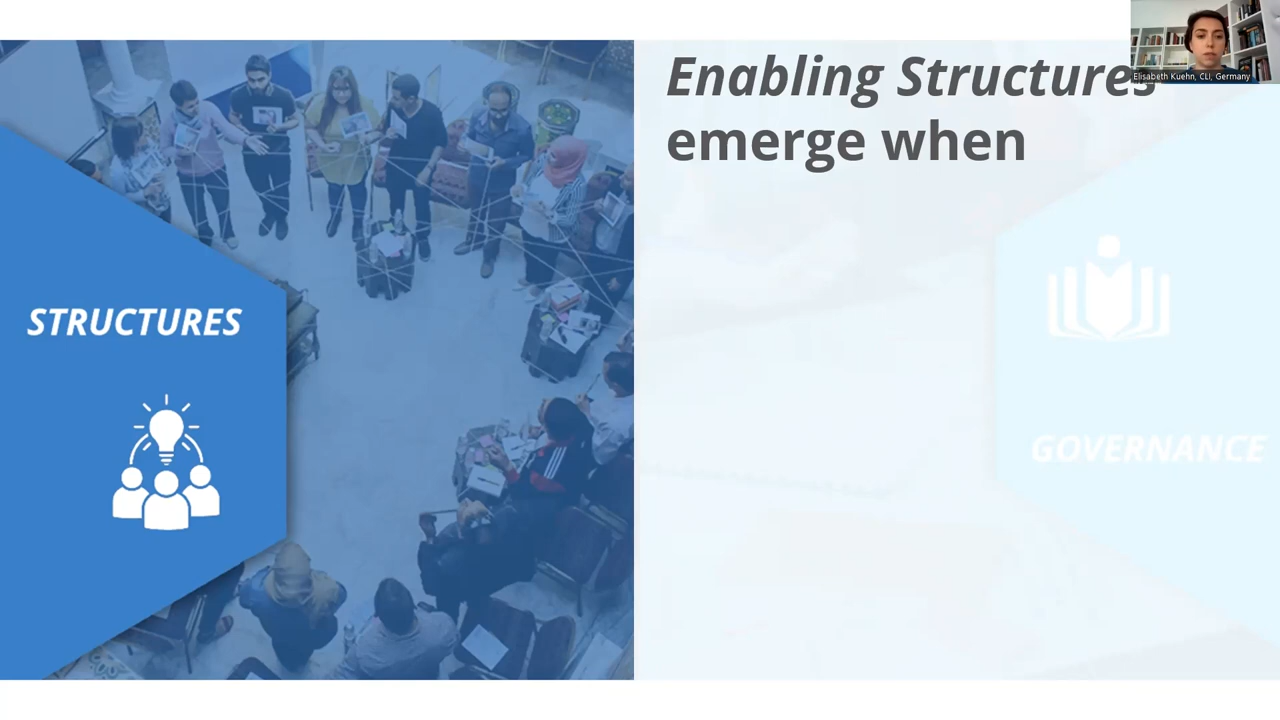 Enabling Structures
emerge when
Elisabeth Kuehn, CLI, Germany
STRUCTURES
GOVERNANCE